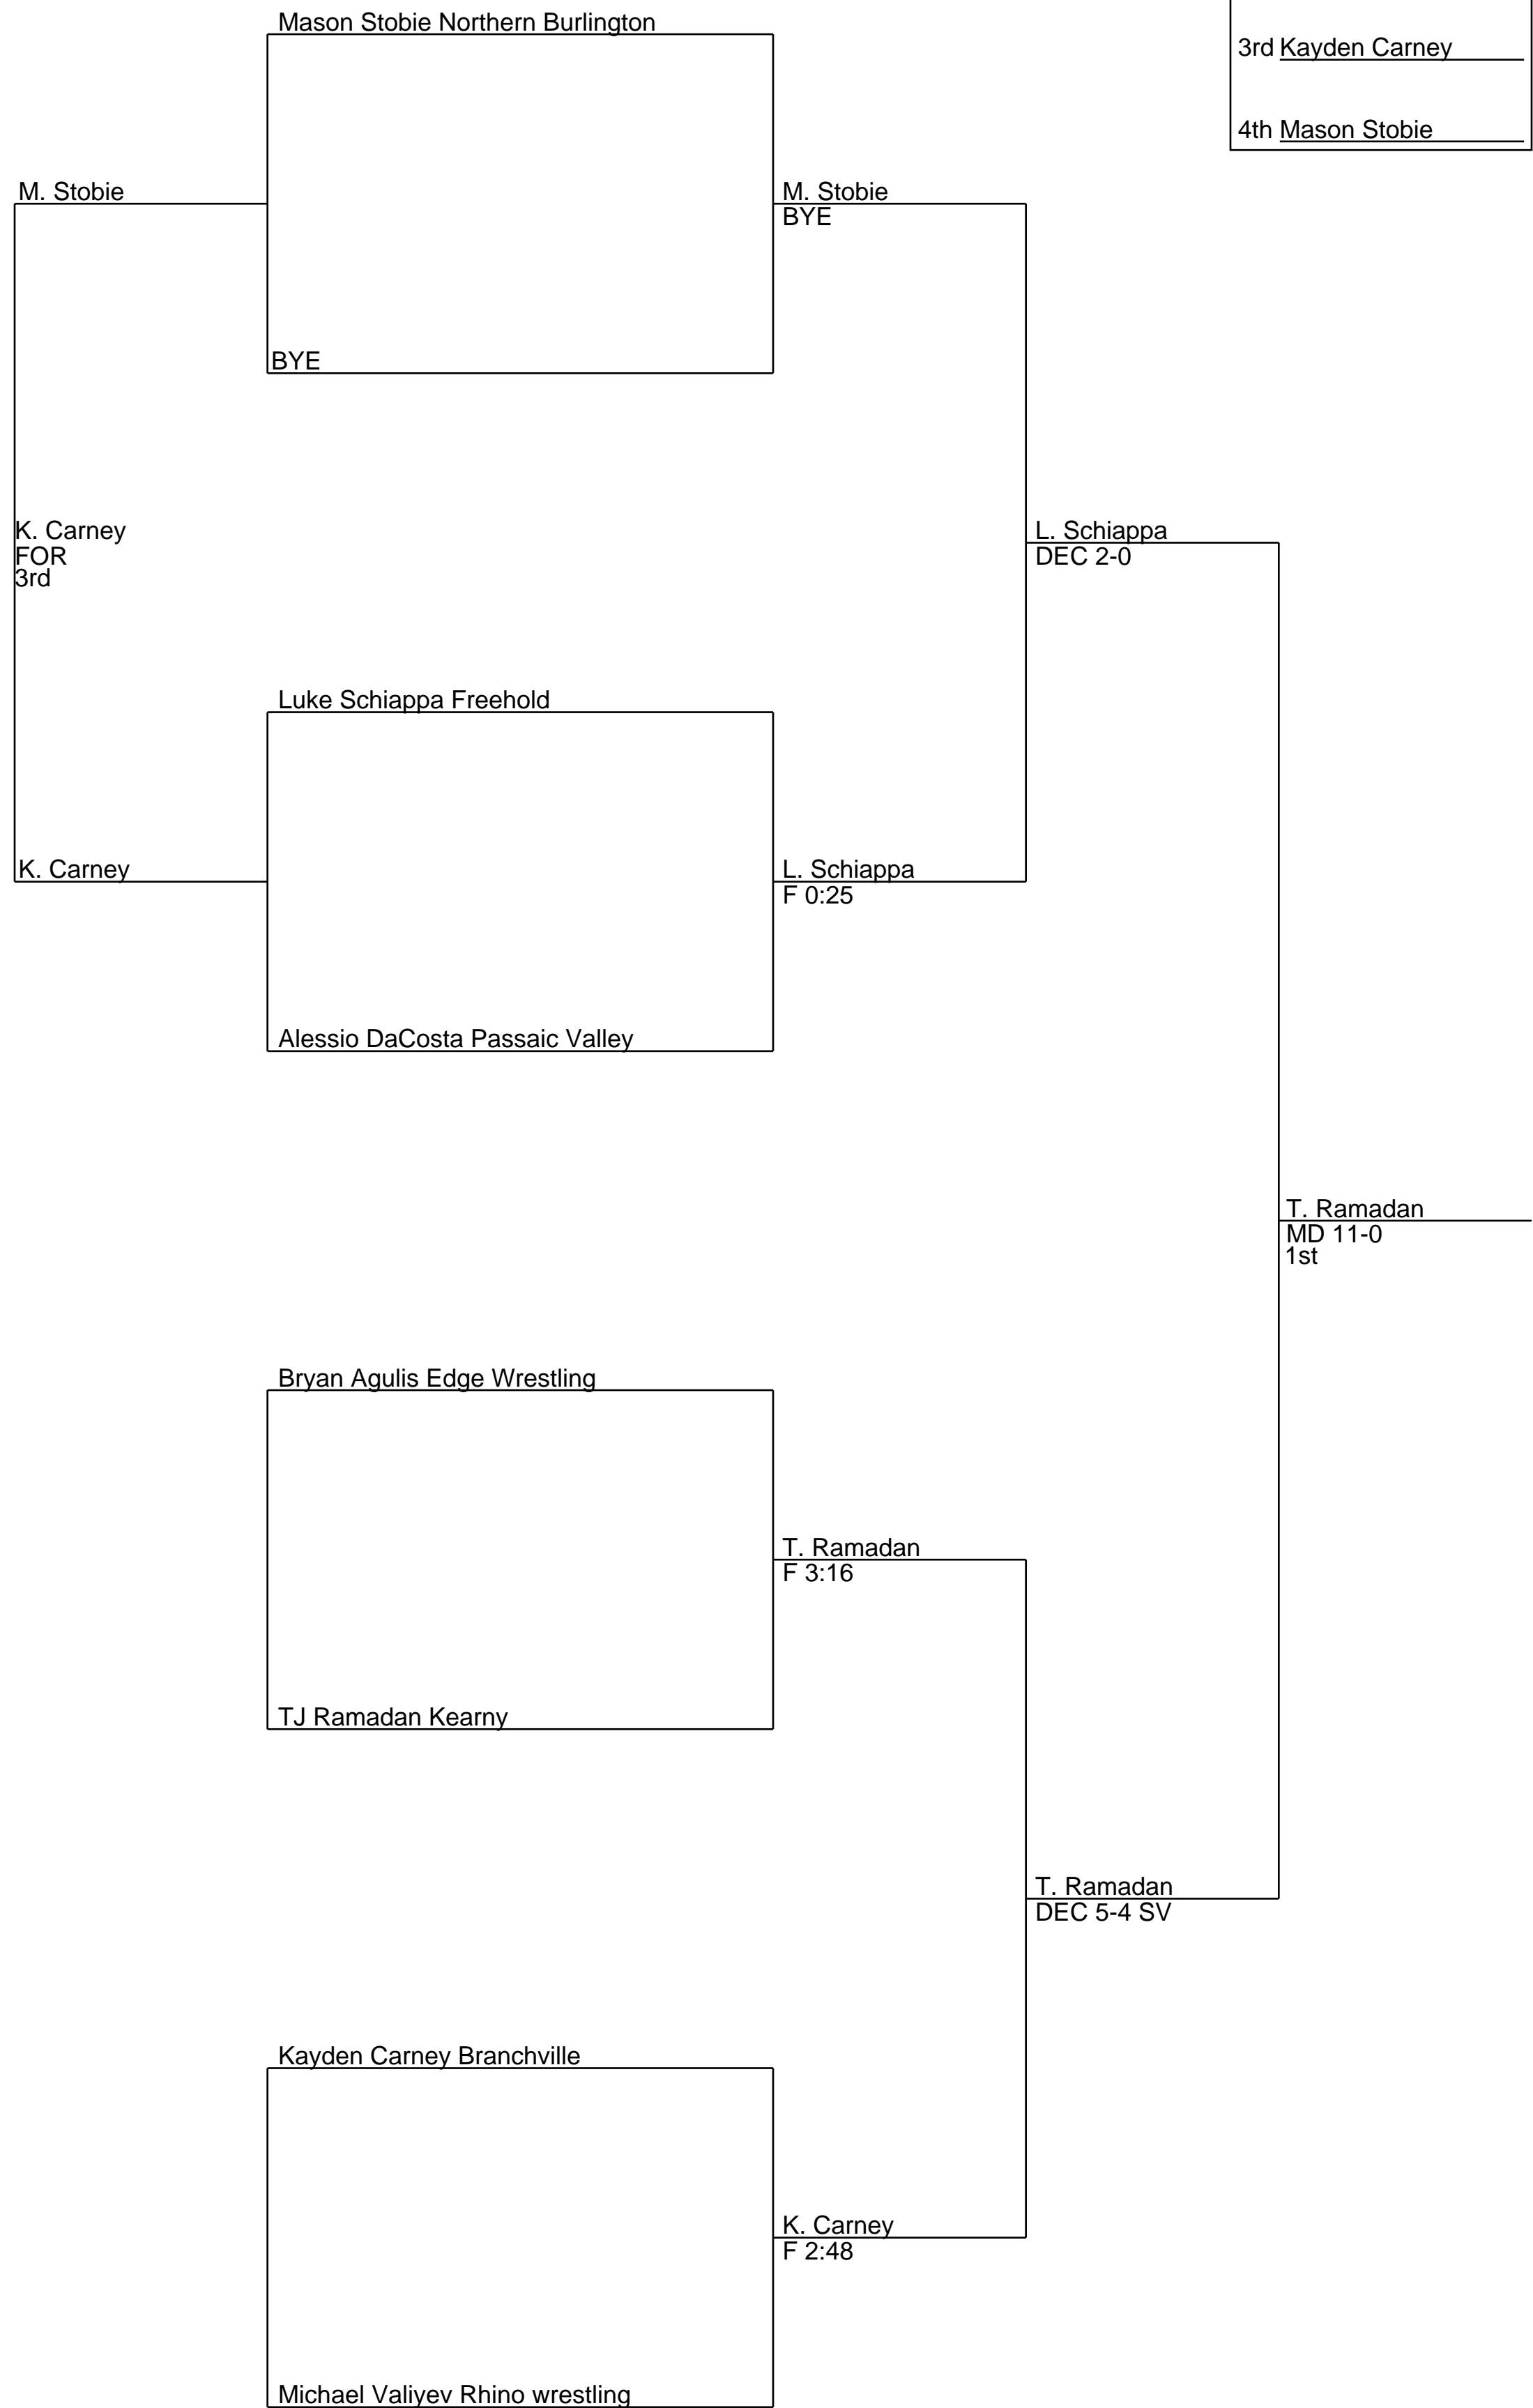 Mason Stobie Northern Burlington
3rd Kayden Carney
4th Mason Stobie
M. Stobie
M. Stobie
BYE
BYE
K. Carney
FOR
3rd
L. Schiappa
DEC 2-0
Luke Schiappa Freehold
K. Carney
L. Schiappa
F 0:25
Alessio DaCosta Passaic Valley
T. Ramadan
MD 11-0
1st
Bryan Agulis Edge Wrestling
T. Ramadan
F 3:16
TJ Ramadan Kearny
T. Ramadan
DEC 5-4 SV
Kayden Carney Branchville
K. Carney
F 2:48
Michael Valiyev Rhino wrestling